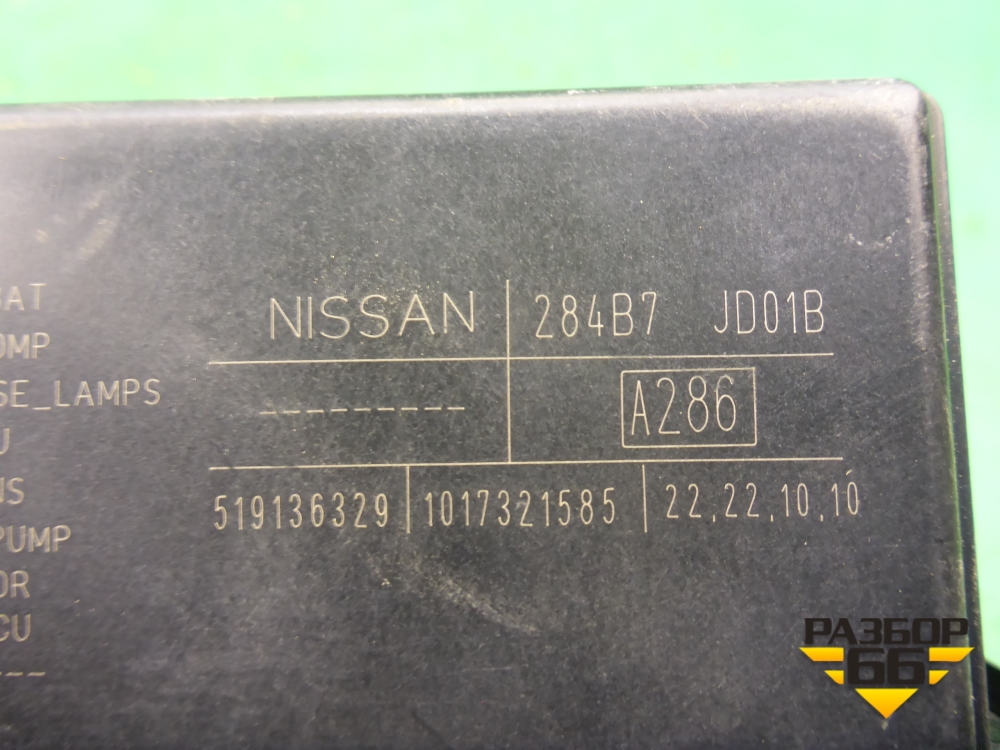 NISSAN 284B7 JD01B
--------- A286
519136329 1017321585 22,22,10,10
SE_LAMPS
PUMP
РАЗБОР
66